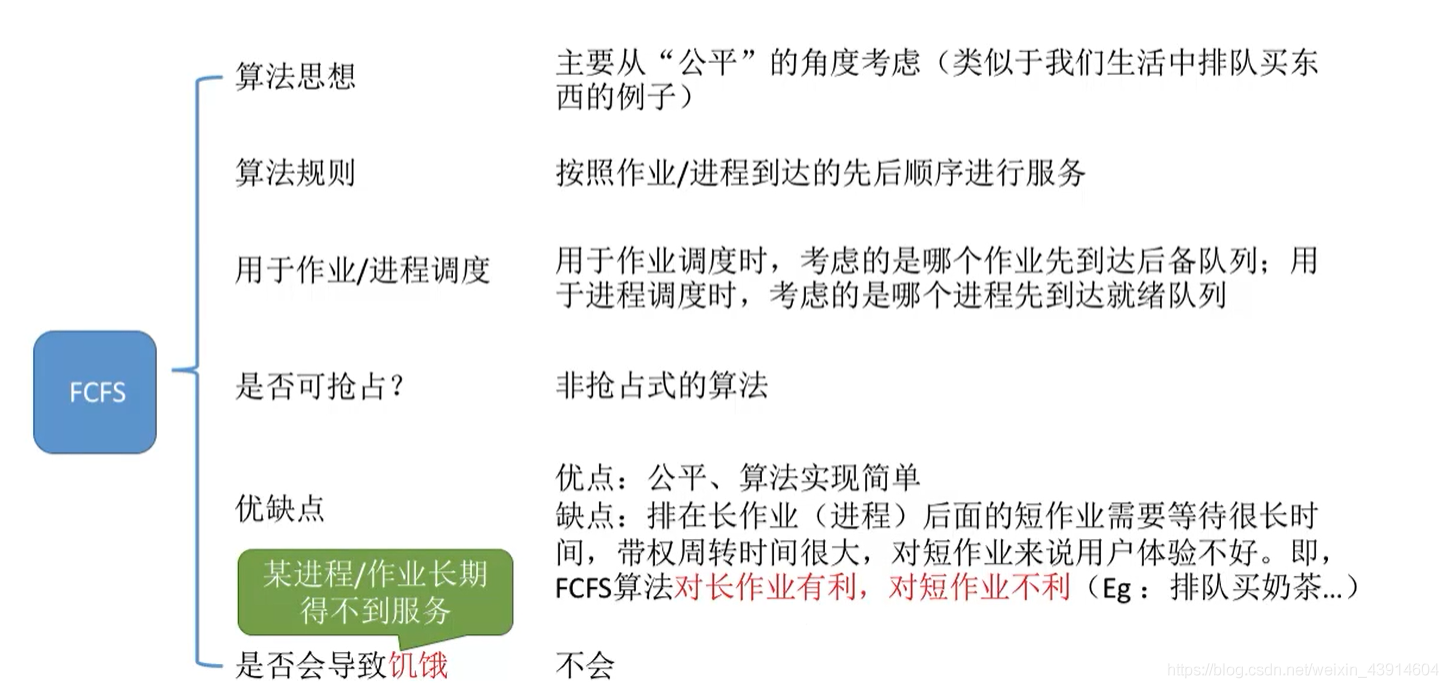 算法思想
主要从“公平”的角度考虑（类似于我们生活中排队买东
西的例子）
算法规则
按照作业/进程到达的先后顺序进行服务
用于作业/进程调度
用于作业调度时，考虑的是哪个作业先到达后备队列；用
于进程调度时，考虑的是哪个进程先到达就绪队列
FCFS
是否可抢占？
非抢占式的算法
优缺点
优点：公平、算法实现简单
缺点：排在长作业（进程）后面的短作业需要等待很长时
间，带权周转时间很大，对短作业来说用户体验不好。即，
FCFS算法对长作业有利，对短作业不利（Eg：排队买奶茶...）
某进程/作业长期
得不到服务
是否会导致饥饿
不会
https://blog.csdn.net/weixin_43914604